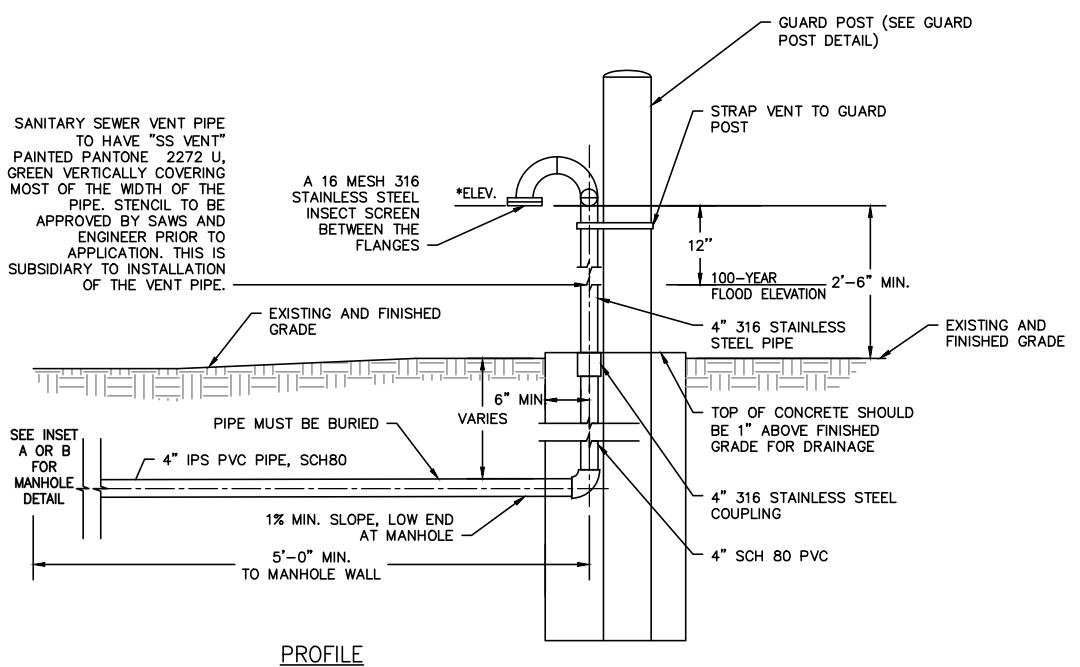 GUARD POST (SEE GUARD
POST DETAIL)
STRAP VENT TO GUARD
POST
SANITARY SEWER VENT PIPE
TO HAVE "SS VENT"
PAINTED PANTONE 2272 U,
GREEN VERTICALLY COVERING
MOST OF THE WIDTH OF THE
PIPE. STENCIL TO BE
APPROVED BY SAWS AND
ENGINEER PRIOR TO
APPLICATION. THIS IS
SUBSIDIARY TO INSTALLATION
OF THE VENT PIPE.
A 16 MESH 316
STAINLESS STEEL
INSECT SCREEN
BETWEEN THE
FLANGES
*ELEV.
12"
100-YEAR
FLOOD ELEVATION
2'-6" MIN.
EXISTING AND FINISHED
GRADE
4" 316 STAINLESS
STEEL PIPE
EXISTING AND
FINISHED GRADE
6" MIN
VARIES
TOP OF CONCRETE SHOULD
BE 1" ABOVE FINISHED
GRADE FOR DRAINAGE
PIPE MUST BE BURIED
SEE INSET
A OR B
FOR
MANHOLE
DETAIL
4" IPS PVC PIPE, SCH80
4" 316 STAINLESS STEEL
COUPLING
1% MIN. SLOPE, LOW END
AT MANHOLE
4" SCH 80 PVC
5'-0" MIN.
TO MANHOLE WALL
PROFILE